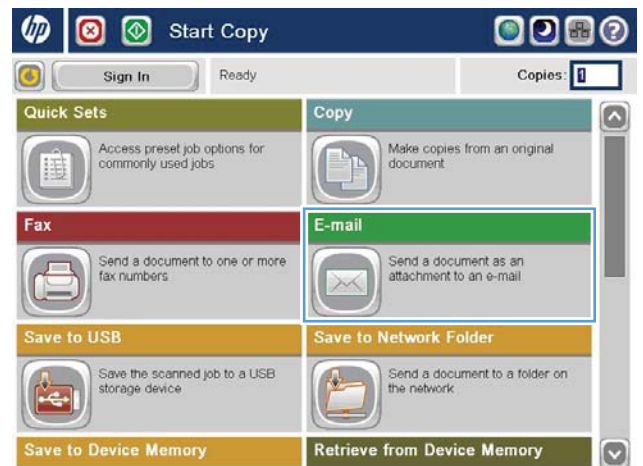 hp
Start Copy
Sign In
Ready
Copies: 1
Quick Sets
Access preset job options for
commonly used jobs
Copy
Make copies from an original
document
Fax
Send a document to one or more
fax numbers
E-mail
Send a document as an
attachment to an e-mail
Save to USB
Save the scanned job to a USB
storage device
Save to Network Folder
Send a document to a folder on
the network
Save to Device Memory
Retrieve from Device Memory